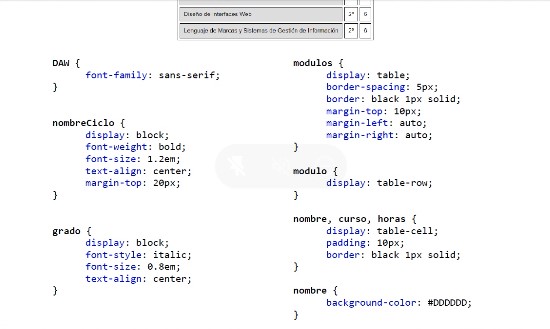 Diseño de Interfaces Web 2º 6
Lenguaje de Marcas y Sistemas de Gestión de Información 2º 6
DAW {
font-family: sans-serif;
}
nombreCiclo {
display: block;
font-weight: bold;
font-size: 1.2em;
text-align: center;
margin-top: 20px;
}
grado {
display: block;
font-style: italic;
font-size: 0.8em;
text-align: center;
}
modulos {
display: table;
border-spacing: 5px;
border: black 1px solid;
margin-top: 10px;
margin-left: auto;
margin-right: auto;
}
modulo {
display: table-row;
}
nombre, curso, horas {
display: table-cell;
padding: 10px;
border: black 1px solid;
}
nombre {
background-color: #DDDDDD;
}